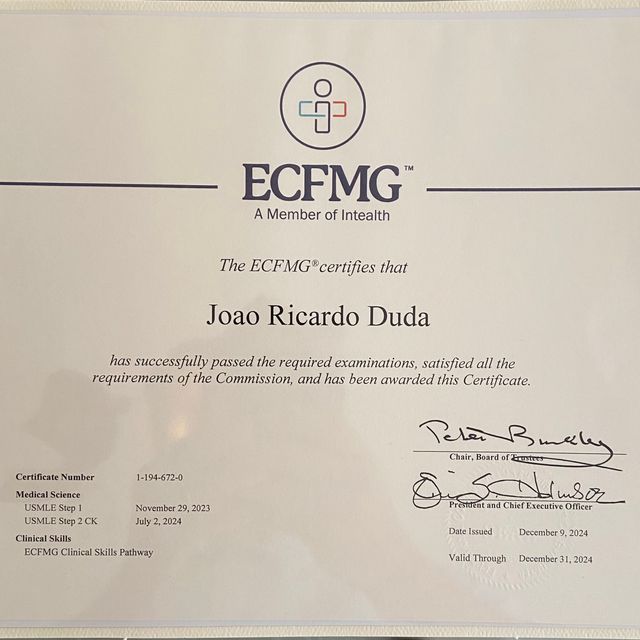 ECFMG™
A Member of Intealth
The ECFMG® certifies that
Joao Ricardo Duda
has successfully passed the required examinations, satisfied all the
requirements of the Commission, and has been awarded this Certificate.
Chair, Board of Trustees
President and Chief Executive Officer
Certificate Number 1-194-672-0
Medical Science
USMLE Step 1 November 29, 2023
USMLE Step 2 CK July 2, 2024
Clinical Skills
ECFMG Clinical Skills Pathway
Date Issued December 9, 2024
Valid Through December 31, 2024